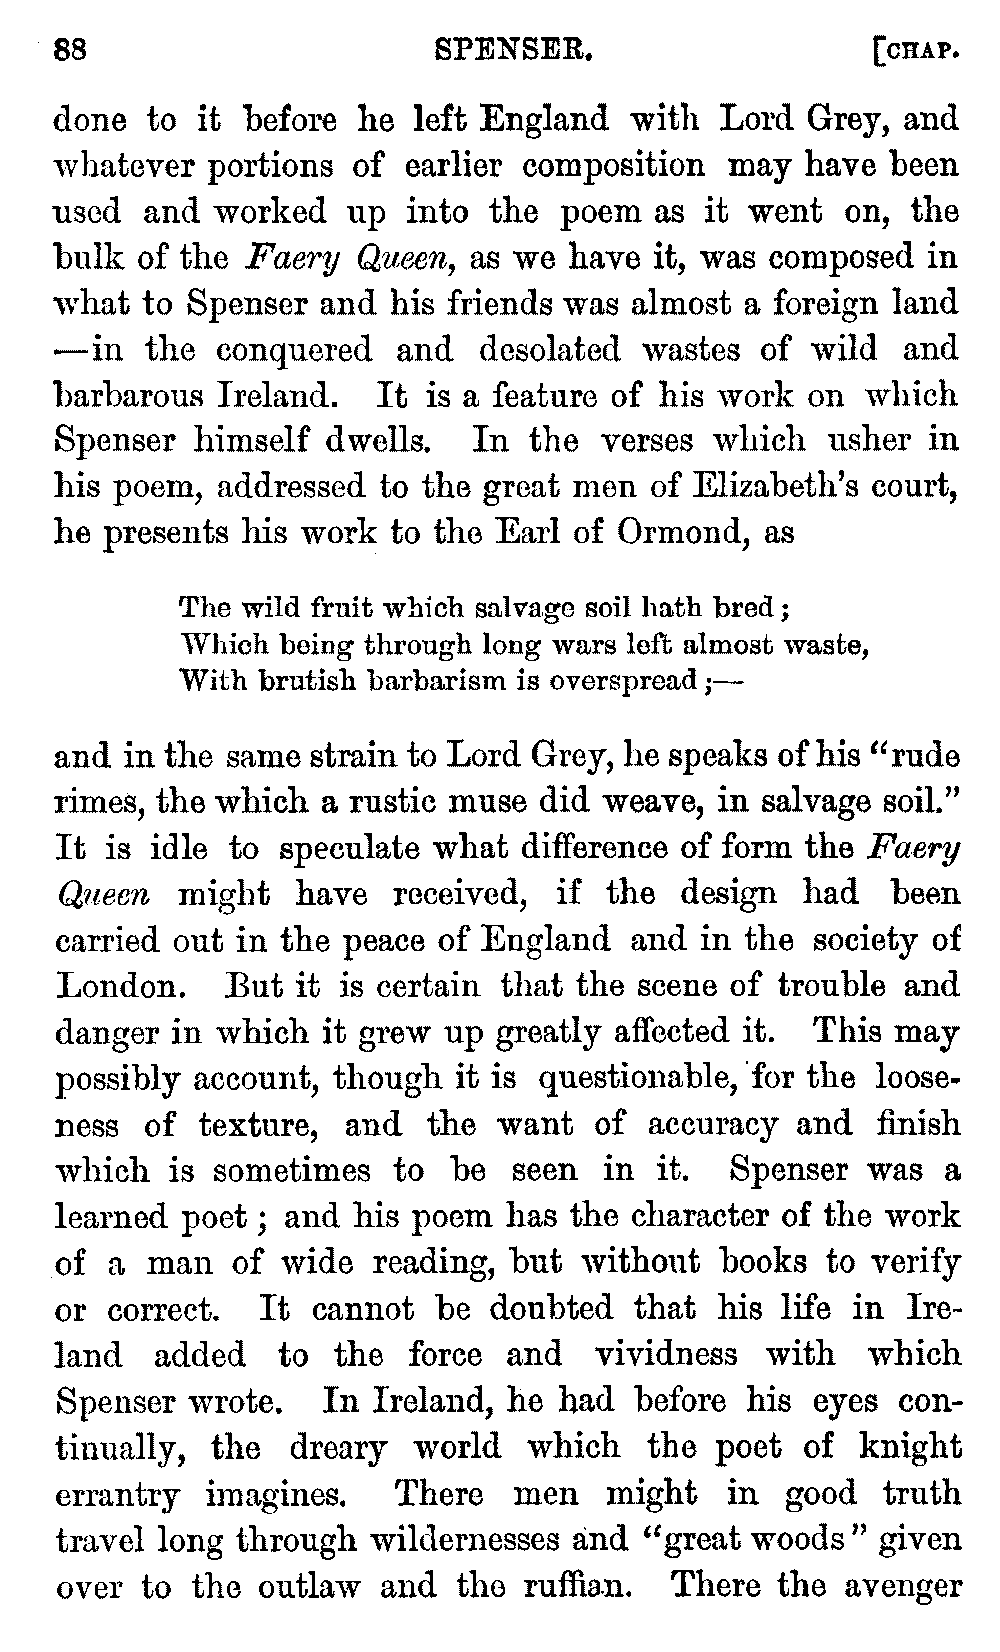 88 SPENSER. [CHAP.
done to it before he left England with Lord Grey, and
whatever portions of earlier composition may have been
used and worked up into the poem as it went on, the
bulk of the Faery Queen, as we have it, was composed in
what to Spenser and his friends was almost a foreign land
—in the conquered and desolated wastes of wild and
barbarous Ireland. It is a feature of his work on which
Spenser himself dwells. In the verses which usher in
his poem, addressed to the great men of Elizabeth's court,
he presents his work to the Earl of Ormond, as
The wild fruit which salvage soil hath bred;
Which being through long wars left almost waste,
With brutish barbarism is overspread;—
and in the same strain to Lord Grey, he speaks of his "rude
rimes, the which a rustic muse did weave, in salvage soil."
It is idle to speculate what difference of form the Faery
Queen might have received, if the design had been
carried out in the peace of England and in the society of
London. But it is certain that the scene of trouble and
danger in which it grew up greatly affected it. This may
possibly account, though it is questionable, for the loose-
ness of texture, and the want of accuracy and finish
which is sometimes to be seen in it. Spenser was a
learned poet; and his poem has the character of the work
of a man of wide reading, but without books to verify
or correct. It cannot be doubted that his life in Ire-
land added to the force and vividness with which
Spenser wrote. In Ireland, he had before his eyes con-
tinually, the dreary world which the poet of knight
errantry imagines. There men might in good truth
travel long through wildernesses and "great woods" given
over to the outlaw and the ruffian. There the avenger